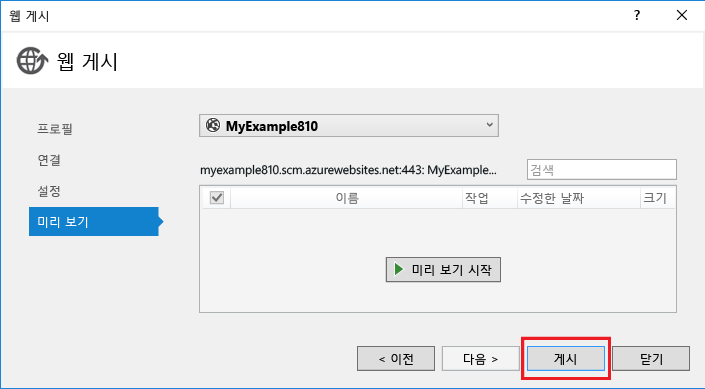 웹 게시
?
웹 게시
프로필
연결
설정
미리 보기
MyExample810
myexample810.scm.azurewebsites.net:443: MyExample...
검색
이름 작업 수정한 날짜 크기
미리 보기 시작
< 이전 다음 > 게시 닫기